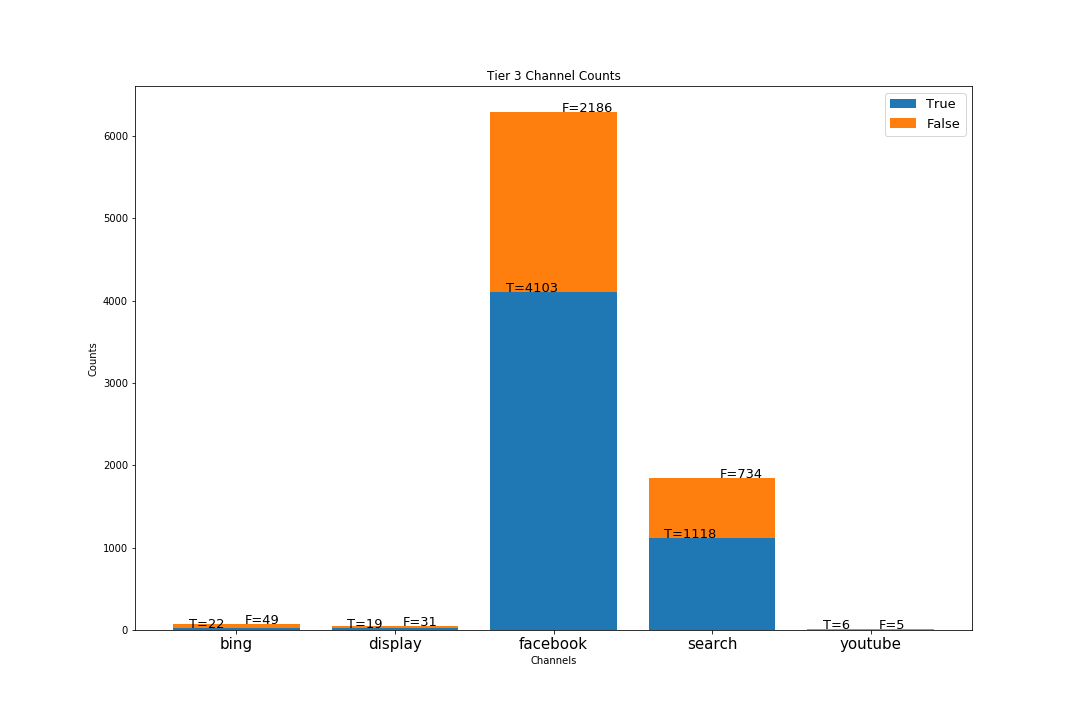 Tier 3 Channel Counts
True
False
F=2186
T=4103
F=734
T=1118
T=22
F=49
T=19
F=31
T=6
F=5
6000
5000
4000
3000
2000
1000
0
Counts
bing
display
facebook
search
youtube
Channels